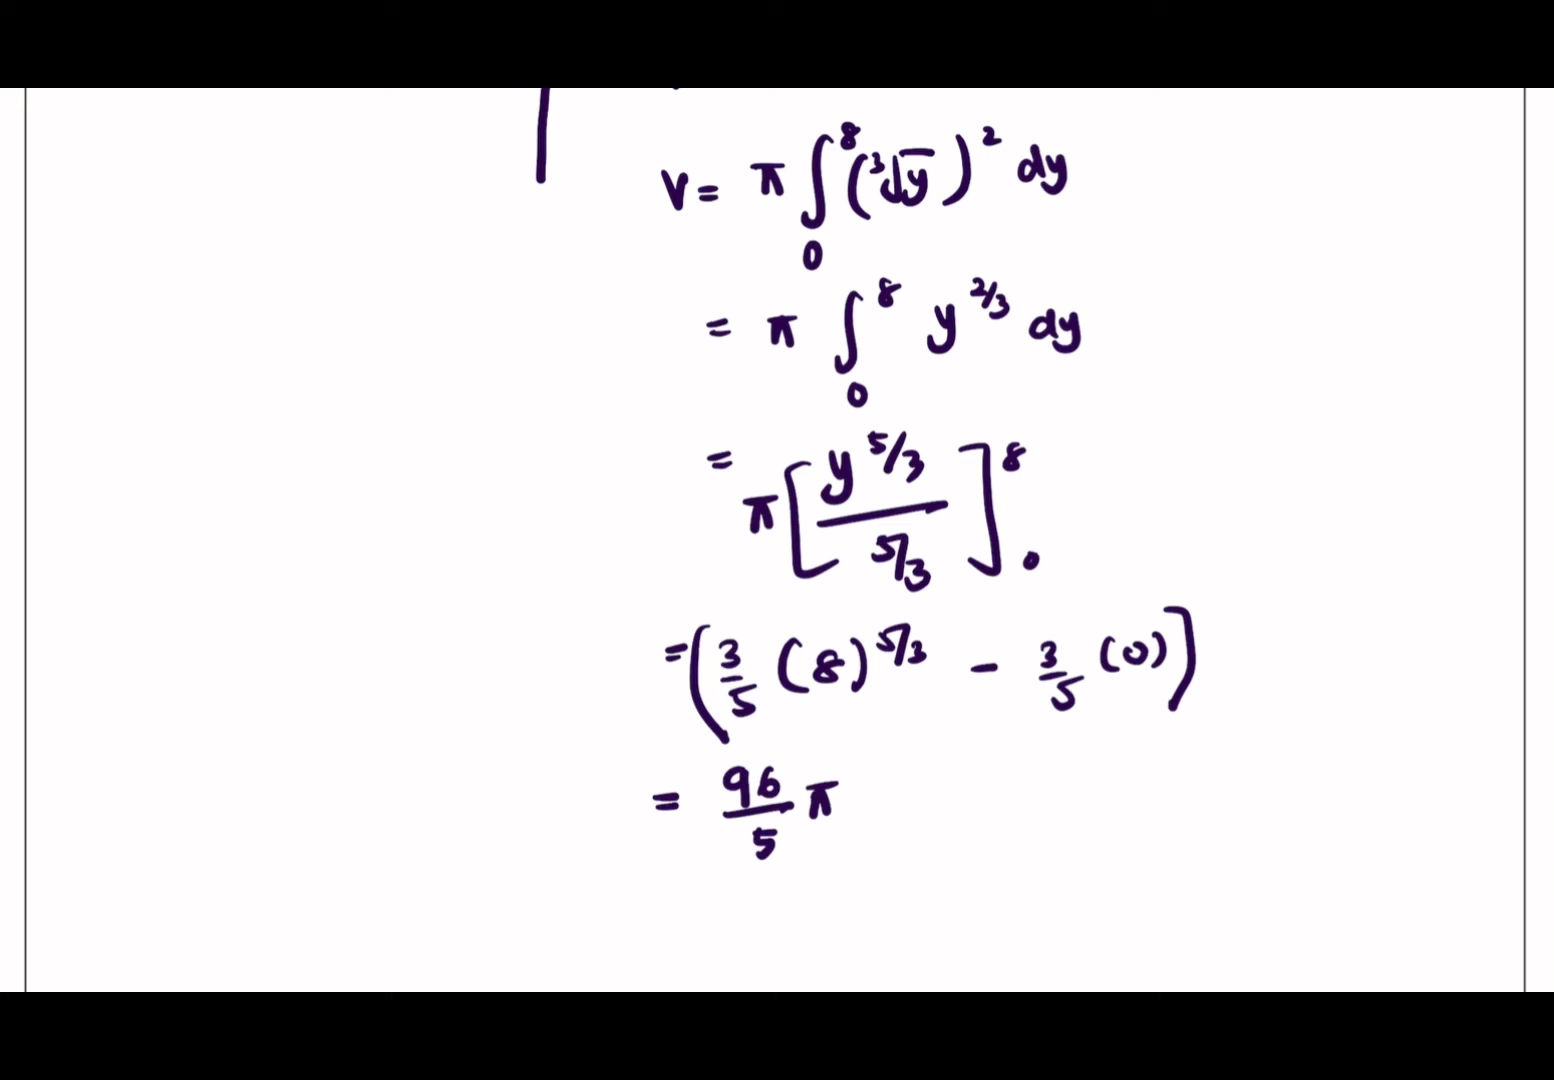 V = π ∫₀⁸ (³√y)² dy
= π ∫₀⁸ y^(2/3) dy
= π [ y^(5/3) / (5/3) ]₀⁸
= ( 3/5 (8)^(5/3) - 3/5 (0) )
= 96/5 π